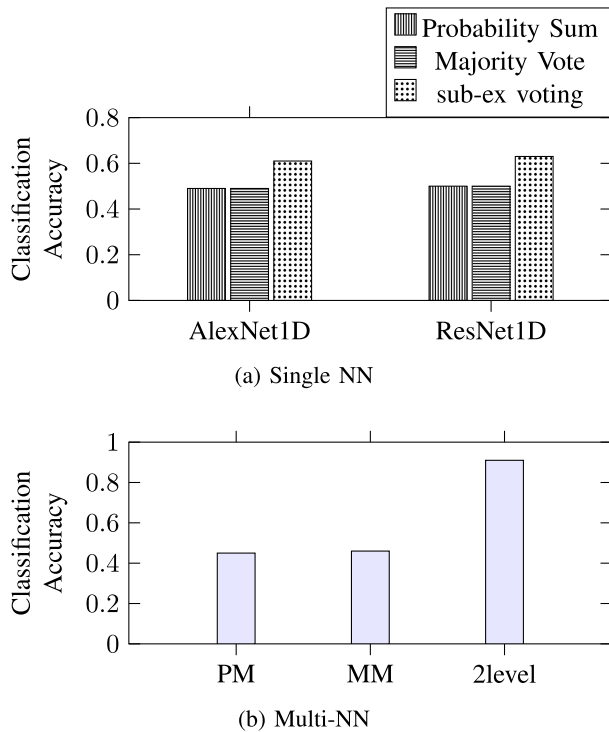 Probability Sum
Majority Vote
sub-ex voting
Classification
Accuracy
0.8
0.6
0.4
0.2
0
AlexNet1D
ResNet1D
(a) Single NN
Classification
Accuracy
1
0.8
0.6
0.4
0.2
0
PM
MM
2level
(b) Multi-NN